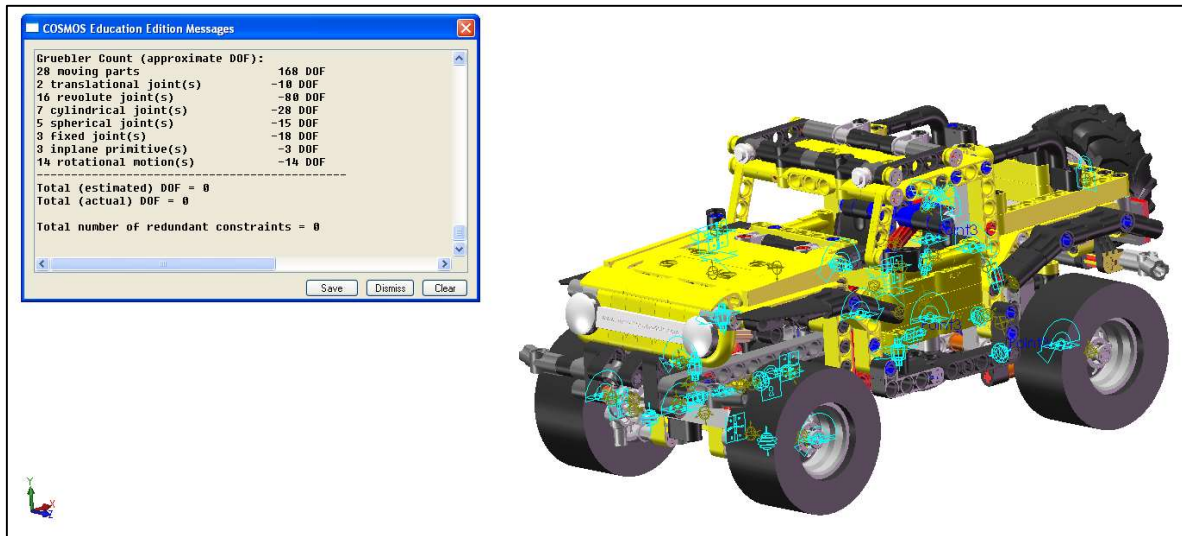 COSMOS Education Edition Messages
Gruebler Count (approximate DOF):
28 moving parts 168 DOF
2 translational joint(s) -10 DOF
16 revolute joint(s) -80 DOF
7 cylindrical joint(s) -28 DOF
5 spherical joint(s) -15 DOF
3 fixed joint(s) -18 DOF
3 inplane primitive(s) -3 DOF
14 rotational motion(s) -14 DOF
---------------------------------------------
Total (estimated) DOF = 0
Total (actual) DOF = 0
Total number of redundant constraints = 0
Save Dismiss Clear
Y
X
Z